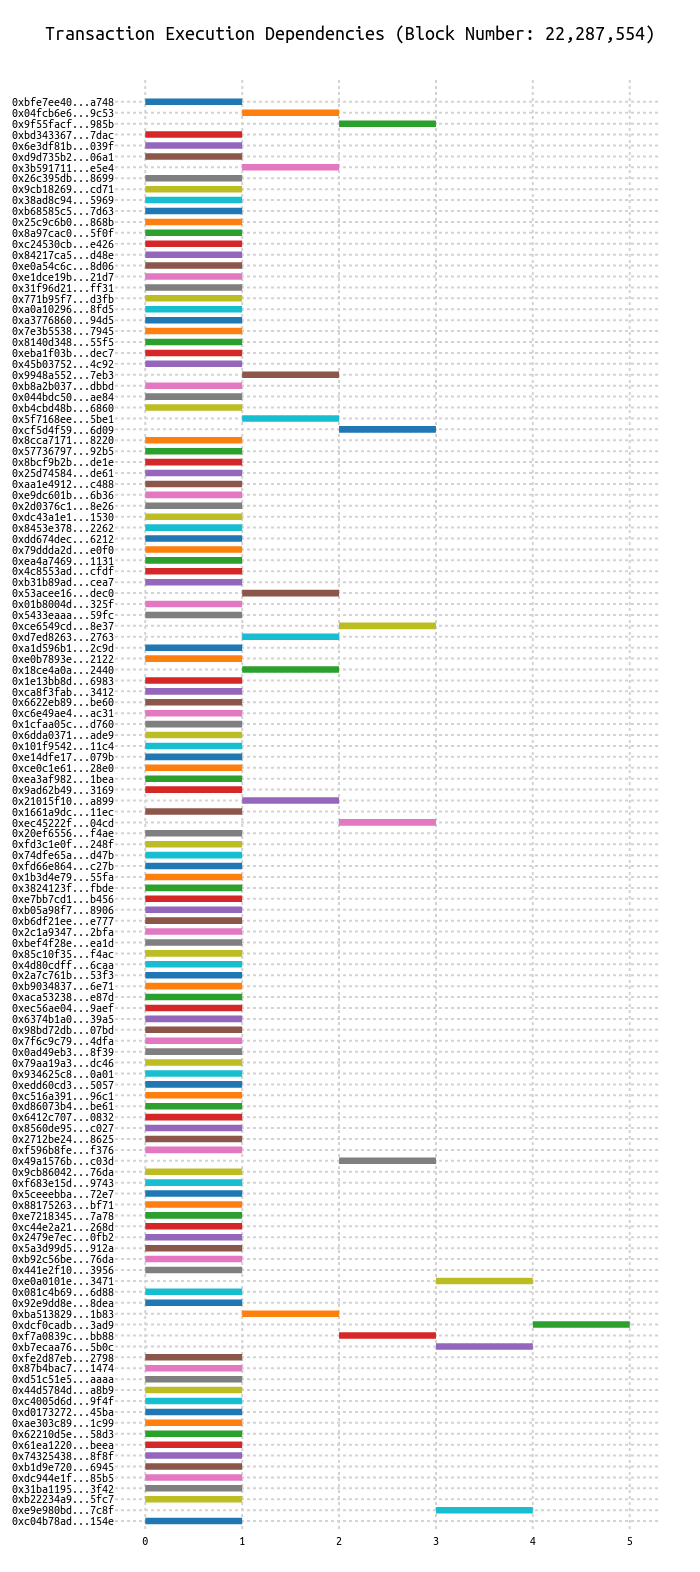 Transaction Execution Dependencies (Block Number: 22,287,554)
0xbfe7ee40...a748
0x04fcb6e6...9c53
0x9f55facf...985b
0xbd343367...7dac
0x6e3df81b...039f
0xd9d735b2...06a1
0x3b591711...e5e4
0x26c395db...8699
0x9cb18269...cd71
0x38ad8c94...5969
0xb68585c5...7d63
0x25c9c6b0...868b
0x8a97cac0...5f0f
0xc24530cb...e426
0x84217ca5...d48e
0xe0a54c6c...8d06
0xe1dce19b...21d7
0x31f96d21...ff31
0x771b95f7...d3fb
0xa0a10296...8fd5
0xa3776860...94d5
0x7e3b5538...7945
0x8140d348...55f5
0xeba1f03b...dec7
0x45b03752...4c92
0x9948a552...7eb3
0xb8a2b037...dbbd
0x044bdc50...ae84
0xb4cbd48b...6860
0x5f7168ee...5be1
0xcf5d4f59...6d09
0x8cca7171...8220
0x57736797...92b5
0x8bcf9b2b...de1e
0x25d74584...de61
0xaa1e4912...c488
0xe9dc601b...6b36
0x2d0376c1...8e26
0xdc43a1e1...1530
0x8453e378...2262
0xdd674dec...6212
0x79ddda2d...e0f0
0xea4a7469...1131
0x4c8553ad...cfdf
0xb31b89ad...cea7
0x53acee16...dec0
0x01b8004d...325f
0x5433eaaa...59fc
0xce6549cd...8e37
0xd7ed8263...2763
0xa1d596b1...2c9d
0xe0b7893e...2122
0x18ce4a0a...2440
0x1e13bb8d...6983
0xca8f3fab...3412
0x6622eb89...be60
0xc6e49ae4...ac31
0x1cfaa05c...d760
0x6dda0371...ade9
0x101f9542...11c4
0xe14dfe17...079b
0xce0c1e61...28e0
0xea3af982...1bea
0x9ad62b49...3169
0x21015f10...a899
0x1661a9dc...11ec
0xec45222f...04cd
0x20ef6556...f4ae
0xfd3c1e0f...248f
0x74dfe65a...d47b
0xfd66e864...c27b
0x1b3d4e79...55fa
0x3824123f...fbde
0xe7bb7cd1...b456
0xb05a98f7...8906
0xb6df21ee...e777
0x2c1a9347...2bfa
0xbef4f28e...ea1d
0x85c10f35...f4ac
0x4d80cdff...6caa
0x2a7c761b...53f3
0xb9034837...6e71
0xaca53238...e87d
0xec56ae04...9aef
0x6374b1a0...39a5
0x98bd72db...07bd
0x7f6c9c79...4dfa
0x0ad49eb3...8f39
0x79aa19a3...dc46
0x934625c8...0a01
0xedd60cd3...5057
0xc516a391...96c1
0xd86073b4...be61
0x6412c707...0832
0x8560de95...c027
0x2712be24...8625
0xf596b8fe...f376
0x49a1576b...c03d
0x9cb86042...76da
0xf683e15d...9743
0x5ceeebba...72e7
0x88175263...bf71
0xe7218345...7a78
0xc44e2a21...268d
0x2479e7ec...0fb2
0x5a3d99d5...912a
0xb92c56be...76da
0x441e2f10...3956
0xe0a0101e...3471
0x081c4b69...6d88
0x92e9dd8e...8dea
0xba513829...1b83
0xdcf0cadb...3ad9
0xf7a0839c...bb88
0xb7ecaa76...5b0c
0xfe2d87eb...2798
0x87b4bac7...1474
0xd51c51e5...aaaa
0x44d5784d...a8b9
0xc4005d6d...9f4f
0xd0173272...45ba
0xae303c89...1c99
0x62210d5e...58d3
0x61ea1220...beea
0x74325438...8f8f
0xb1d9e720...6945
0xdc944e1f...85b5
0x31ba1195...3f42
0xb22234a9...5fc7
0xe9e980bd...7c8f
0xc04b78ad...154e
0 1 2 3 4 5